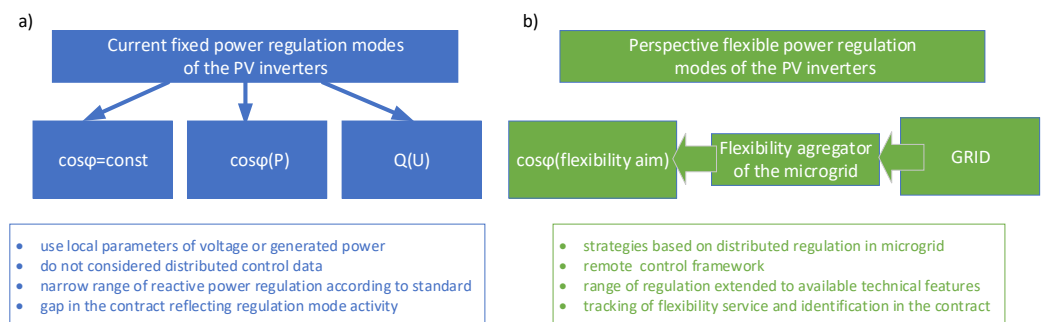 a)
Current fixed power regulation modes
of the PV inverters
cosφ=const
cosφ(P)
Q(U)
• use local parameters of voltage or generated power
• do not considered distributed control data
• narrow range of reactive power regulation according to standard
• gap in the contract reflecting regulation mode activity
b)
Perspective flexible power regulation
modes of the PV inverters
cosφ(flexibility aim)
Flexibility agregator
of the microgrid
GRID
• strategies based on distributed regulation in microgrid
• remote control framework
• range of regulation extended to available technical features
• tracking of flexibility service and identification in the contract